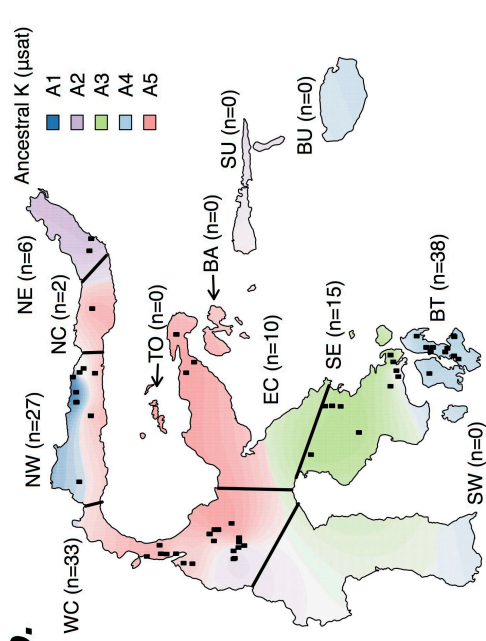 Ancestral K (µsat)
A1
A2
A3
A4
A5
NE (n=6)
NC (n=2)
NW (n=27)
WC (n=33)
TO (n=0)
BA (n=0)
SU (n=0)
BU (n=0)
EC (n=10)
SE (n=15)
BT (n=38)
SW (n=0)